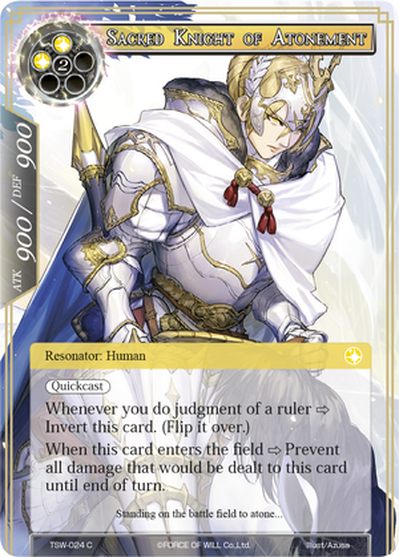 Sacred Knight of Atonement
2
ATK 900 / DEF 900
Resonator: Human
Quickcast
Whenever you do judgment of a ruler ⇨
Invert this card. (Flip it over.)
When this card enters the field ⇨ Prevent
all damage that would be dealt to this card
until end of turn.
Standing on the battle field to atone...
TSW-024 C ©FORCE OF WILL Co.,Ltd. Illust/Azusa